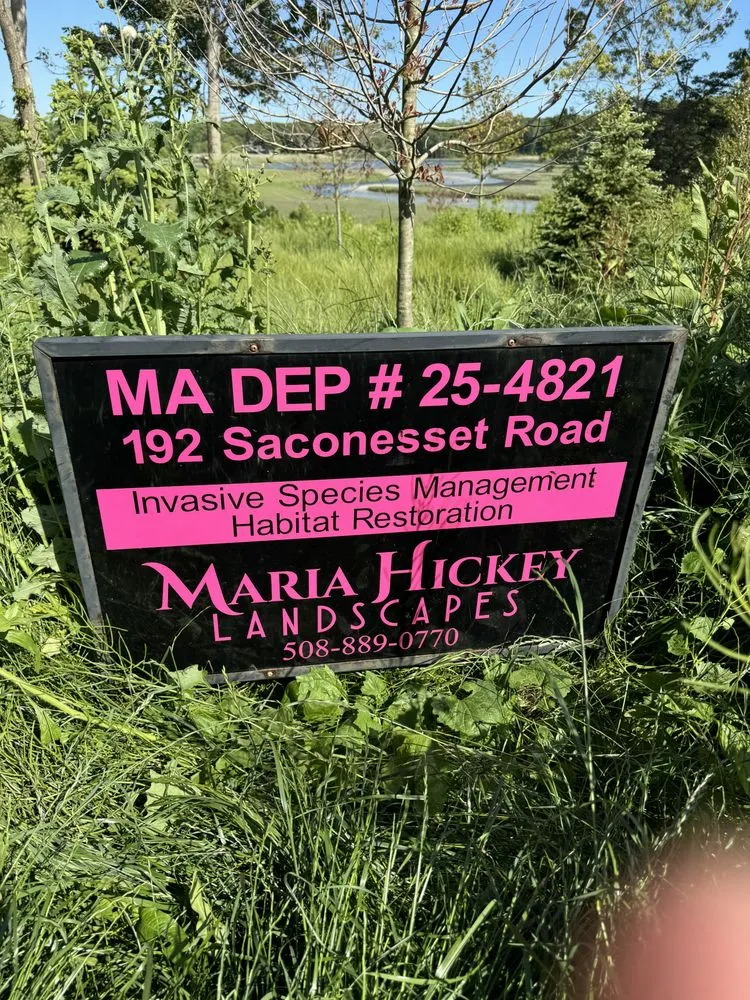 MA DEP # 25-4821
192 Saconesset Road
Invasive Species Management
Habitat Restoration
MARIA HICKEY
LANDSCAPES
508-889-0770